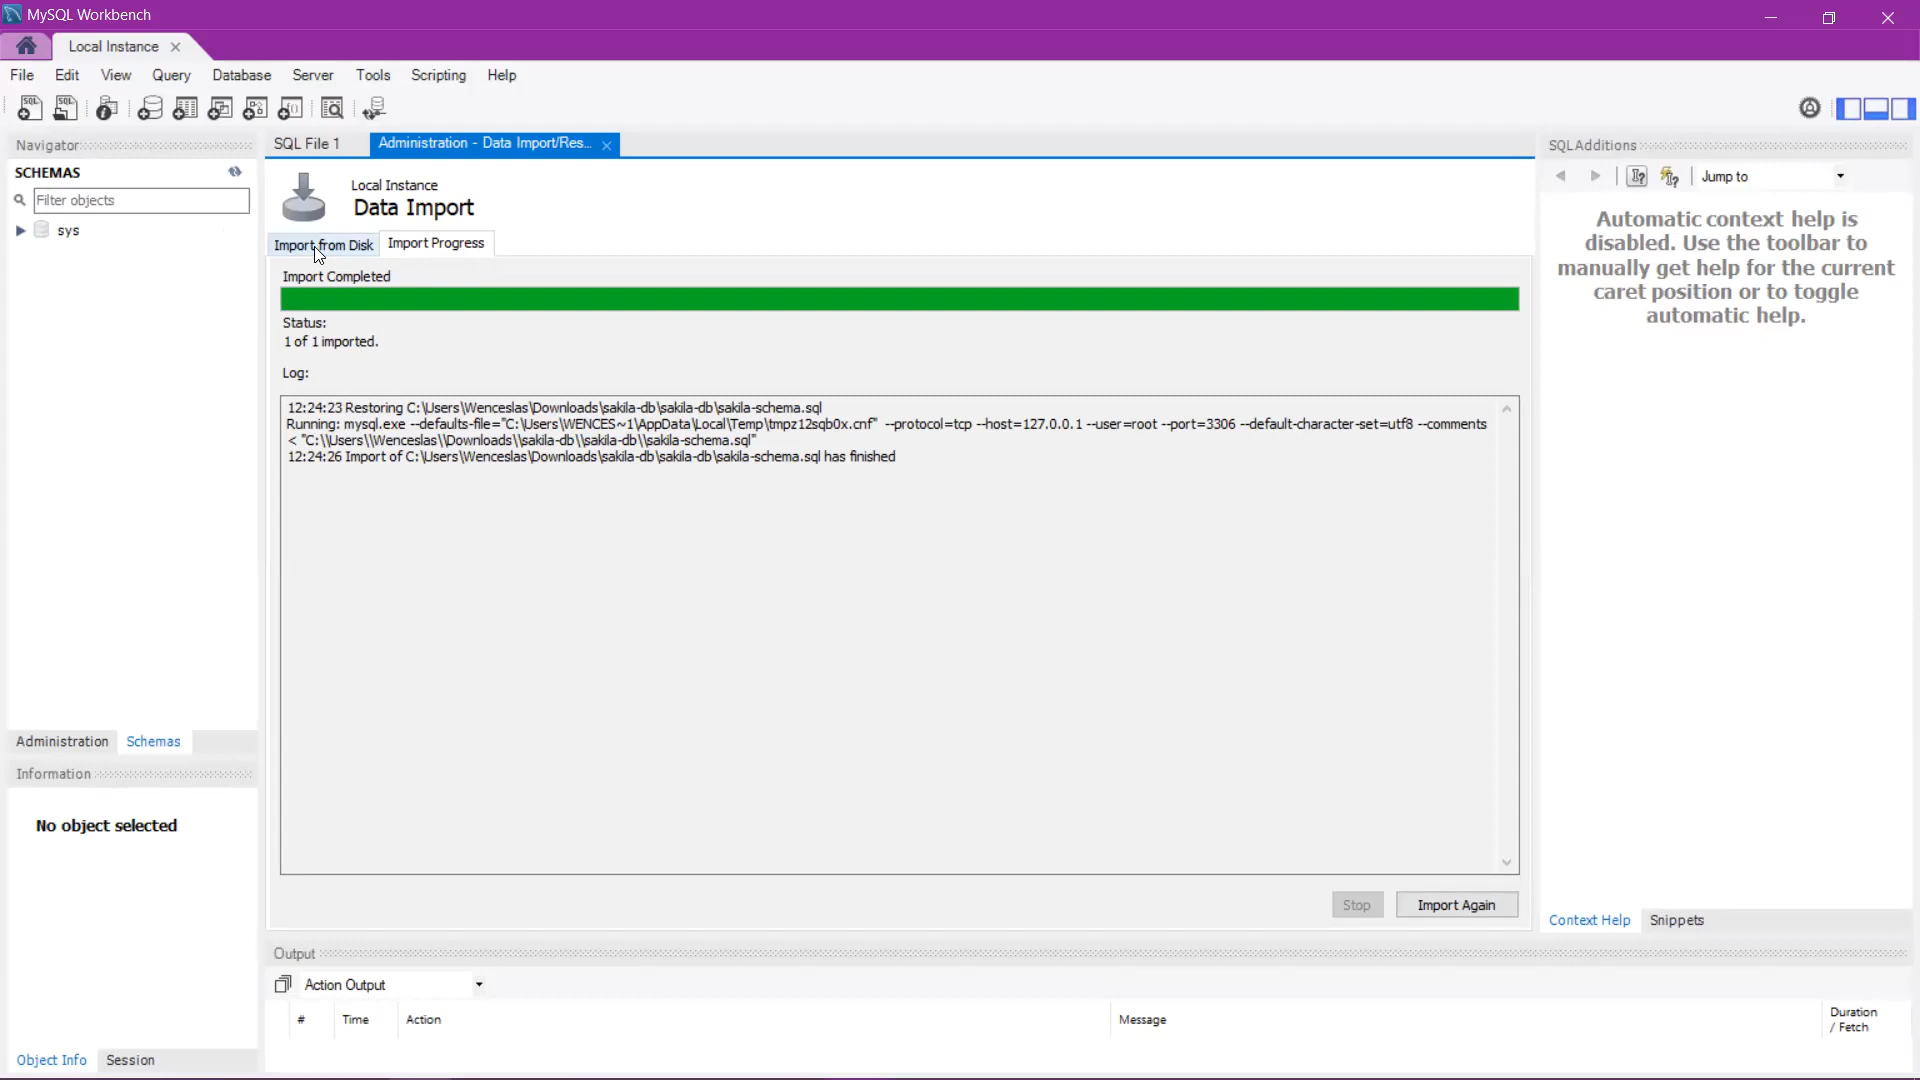 MySQL Workbench
Local Instance
File Edit View Query Database Server Tools Scripting Help
Navigator
SCHEMAS
Filter objects
sys
Administration Schemas
Information
No object selected
Object Info Session
SQL File 1 Administration - Data Import/Res...
Local Instance
Data Import
Import from Disk Import Progress
Import Completed
Status:
1 of 1 imported.
Log:
12:24:23 Restoring C:\Users\Wenceslas\Downloads\sakila-db\sakila-db\sakila-schema.sql
Running: mysql.exe --defaults-file="C:\Users\WENCES~1\AppData\Local\Temp\tmpz12sqb0x.cnf" --protocol=tcp --host=127.0.0.1 --user=root --port=3306 --default-character-set=utf8 --comments
< "C:\\Users\\Wenceslas\\Downloads\\sakila-db\\sakila-db\\sakila-schema.sql"
12:24:26 Import of C:\Users\Wenceslas\Downloads\sakila-db\sakila-db\sakila-schema.sql has finished
Stop Import Again
Output
Action Output
# Time Action Message Duration
/ Fetch
SQLAdditions
Jump to
Automatic context help is
disabled. Use the toolbar to
manually get help for the current
caret position or to toggle
automatic help.
Context Help Snippets